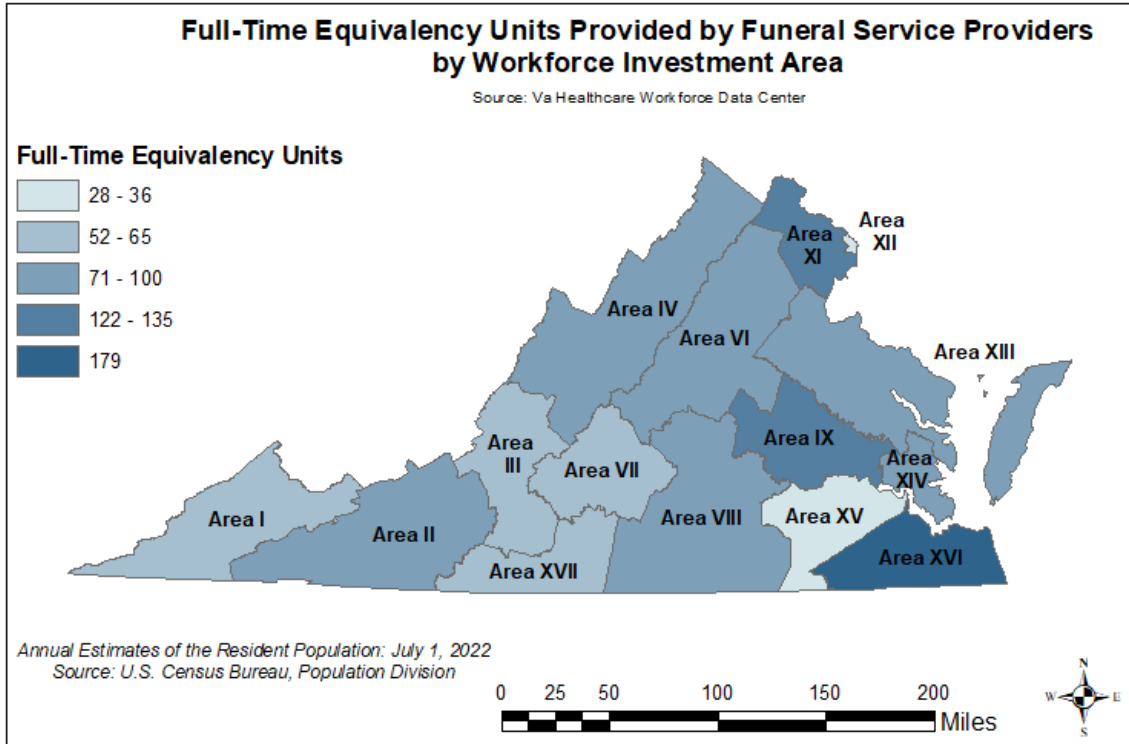 Full-Time Equivalency Units Provided by Funeral Service Providers
by Workforce Investment Area
Source: Va Healthcare Workforce Data Center
Full-Time Equivalency Units
28 - 36
52 - 65
71 - 100
122 - 135
179
Area
XII
Area
XI
Area IV
Area VI
Area XIII
Area
III
Area VII
Area IX
Area
XIV
Area I
Area II
Area VIII
Area XV
Area XVII
Area XVI
Annual Estimates of the Resident Population: July 1, 2022
Source: U.S. Census Bureau, Population Division
0 25 50 100 150 200
Miles
N
W E
S